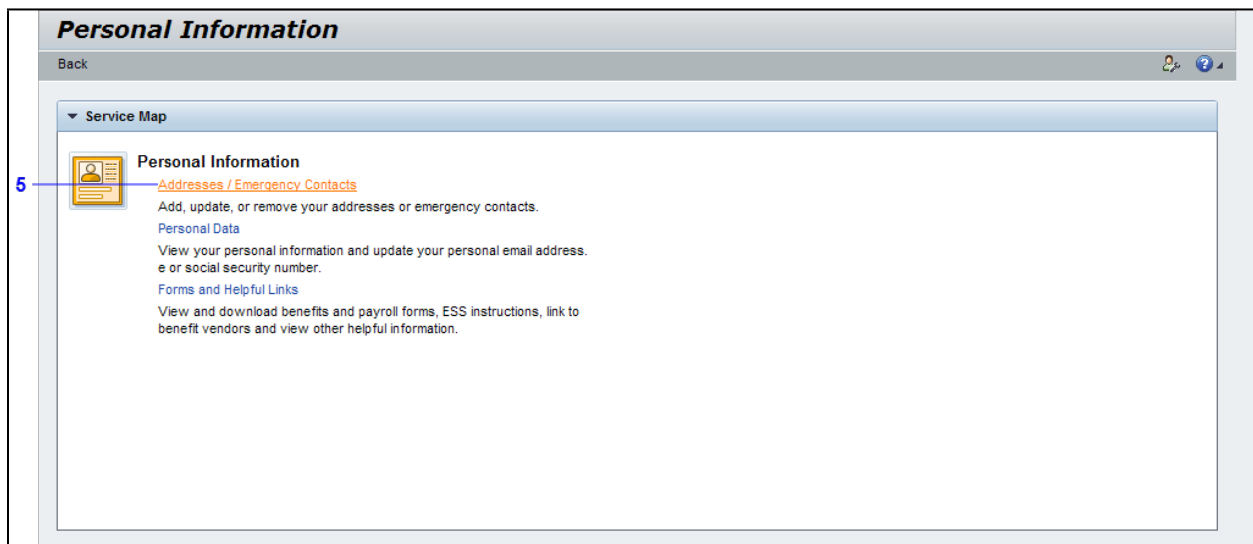 Personal Information
Back
Service Map
Personal Information
5
Addresses / Emergency Contacts
Add, update, or remove your addresses or emergency contacts.
Personal Data
View your personal information and update your personal email address.
e or social security number.
Forms and Helpful Links
View and download benefits and payroll forms, ESS instructions, link to
benefit vendors and view other helpful information.